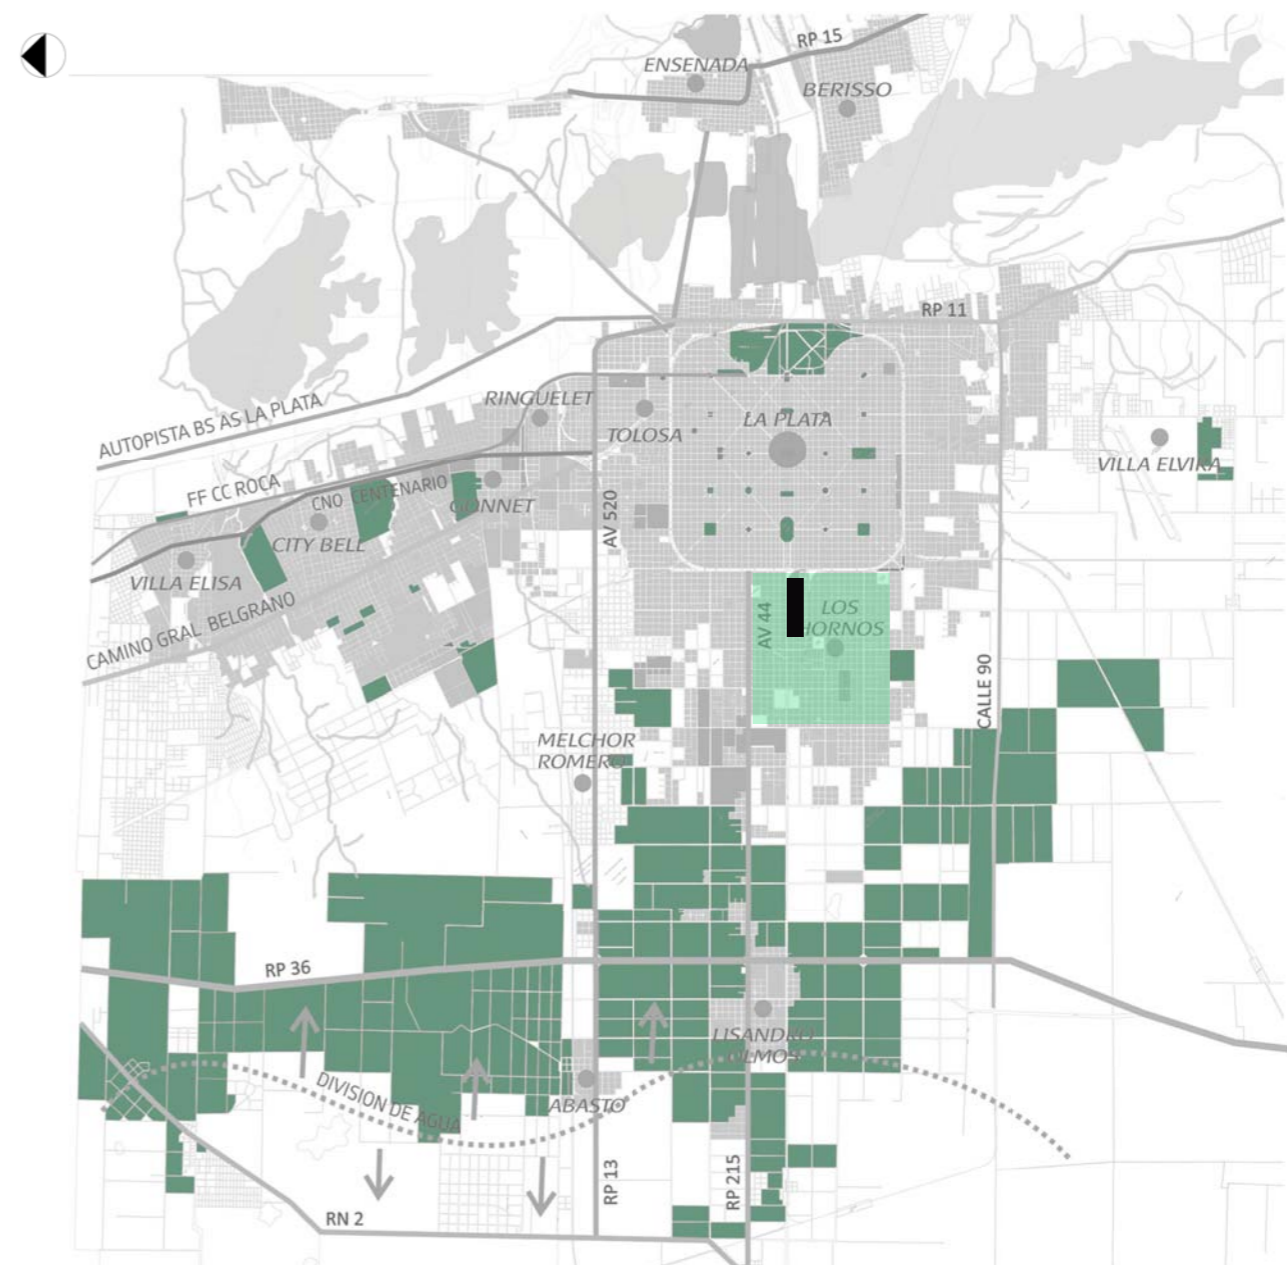 RP 15
ENSENADA
BERISSO
RP 11
AUTOPISTA BS AS LA PLATA
RINGUELET
TOLOSA
LA PLATA
VILLA ELVIRA
FF CC ROCA
CNO CENTENARIO
GONNET
AV 520
CITY BELL
VILLA ELISA
CAMINO GRAL BELGRANO
AV 44
LOS
HORNOS
CALLE 90
MELCHOR
ROMERO
RP 36
LISANDRO
OLMOS
DIVISION DE AGUA
ABASTO
RP 13
RP 215
RN 2